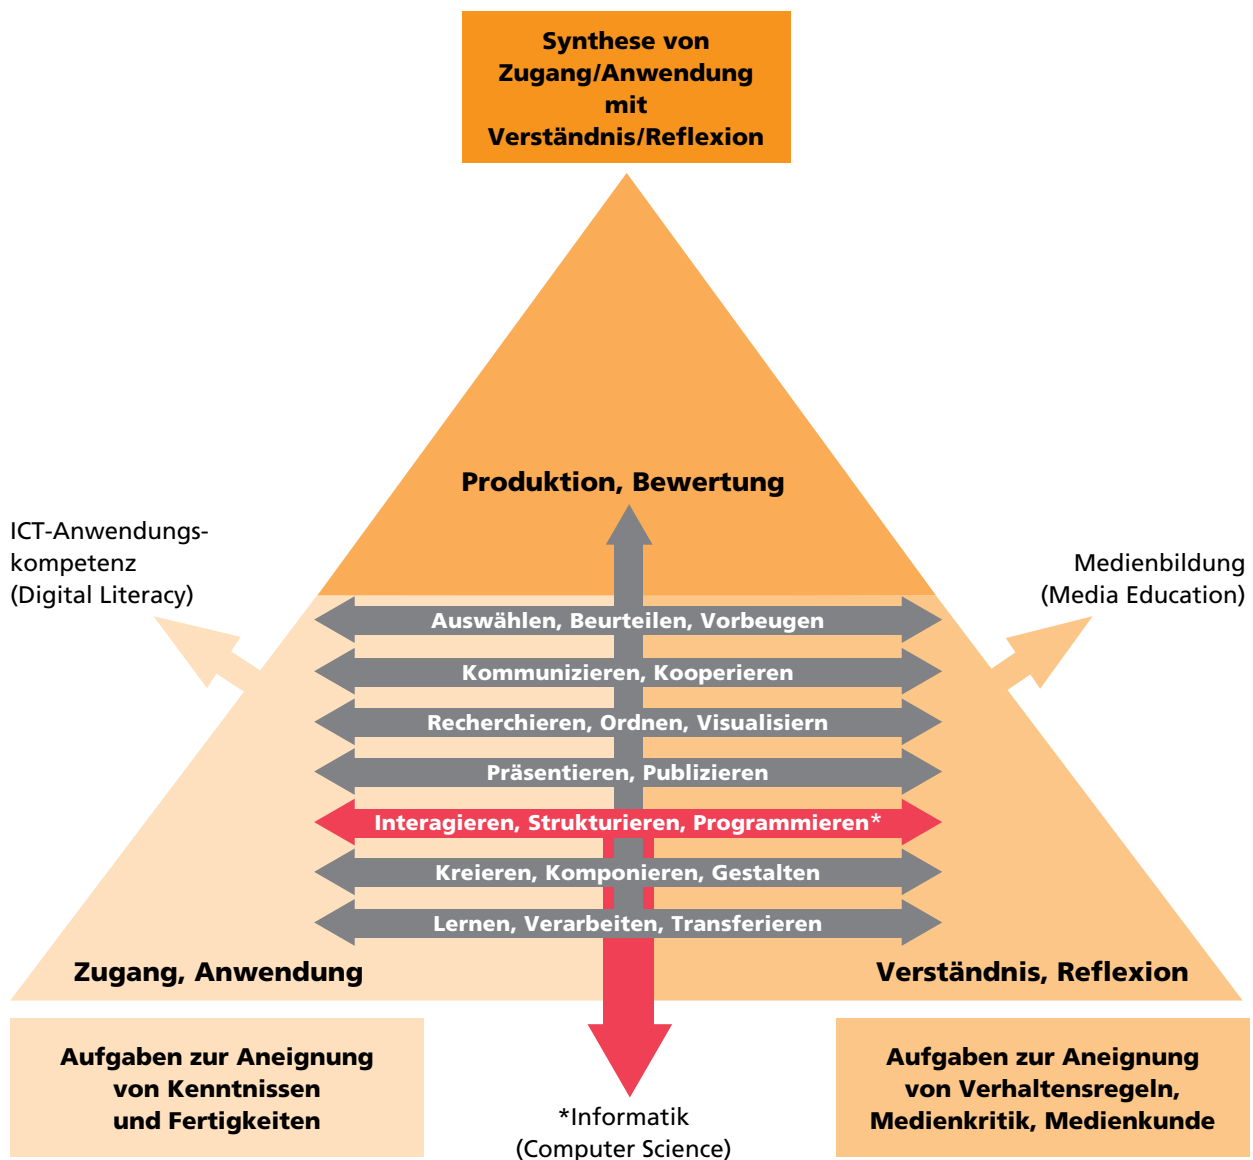 Synthese von
Zugang/Anwendung
mit
Verständnis/Reflexion
Produktion, Bewertung
ICT-Anwendungs-
kompetenz
(Digital Literacy)
Medienbildung
(Media Education)
Auswählen, Beurteilen, Vorbeugen
Kommunizieren, Kooperieren
Recherchieren, Ordnen, Visualisiern
Präsentieren, Publizieren
Interagieren, Strukturieren, Programmieren*
Kreieren, Komponieren, Gestalten
Lernen, Verarbeiten, Transferieren
Zugang, Anwendung
Verständnis, Reflexion
Aufgaben zur Aneignung
von Kenntnissen
und Fertigkeiten
*Informatik
(Computer Science)
Aufgaben zur Aneignung
von Verhaltensregeln,
Medienkritik, Medienkunde